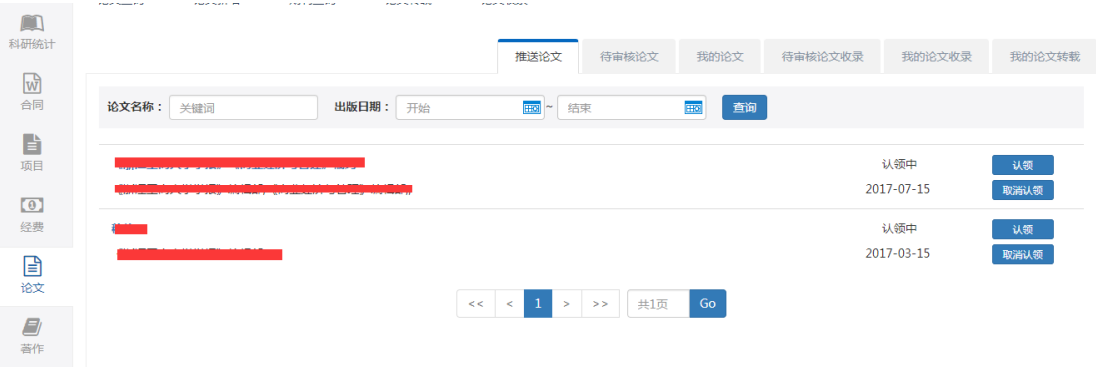 科研统计
合同
项目
经费
论文
著作
推送论文
待审核论文
我的论文
待审核论文收录
我的论文收录
我的论文转载
论文名称： 关键词 出版日期： 开始 ~ 结束 查询
认领中 认领
2017-07-15 取消认领
认领中 认领
2017-03-15 取消认领
<< < 1 > >> 共1页 Go